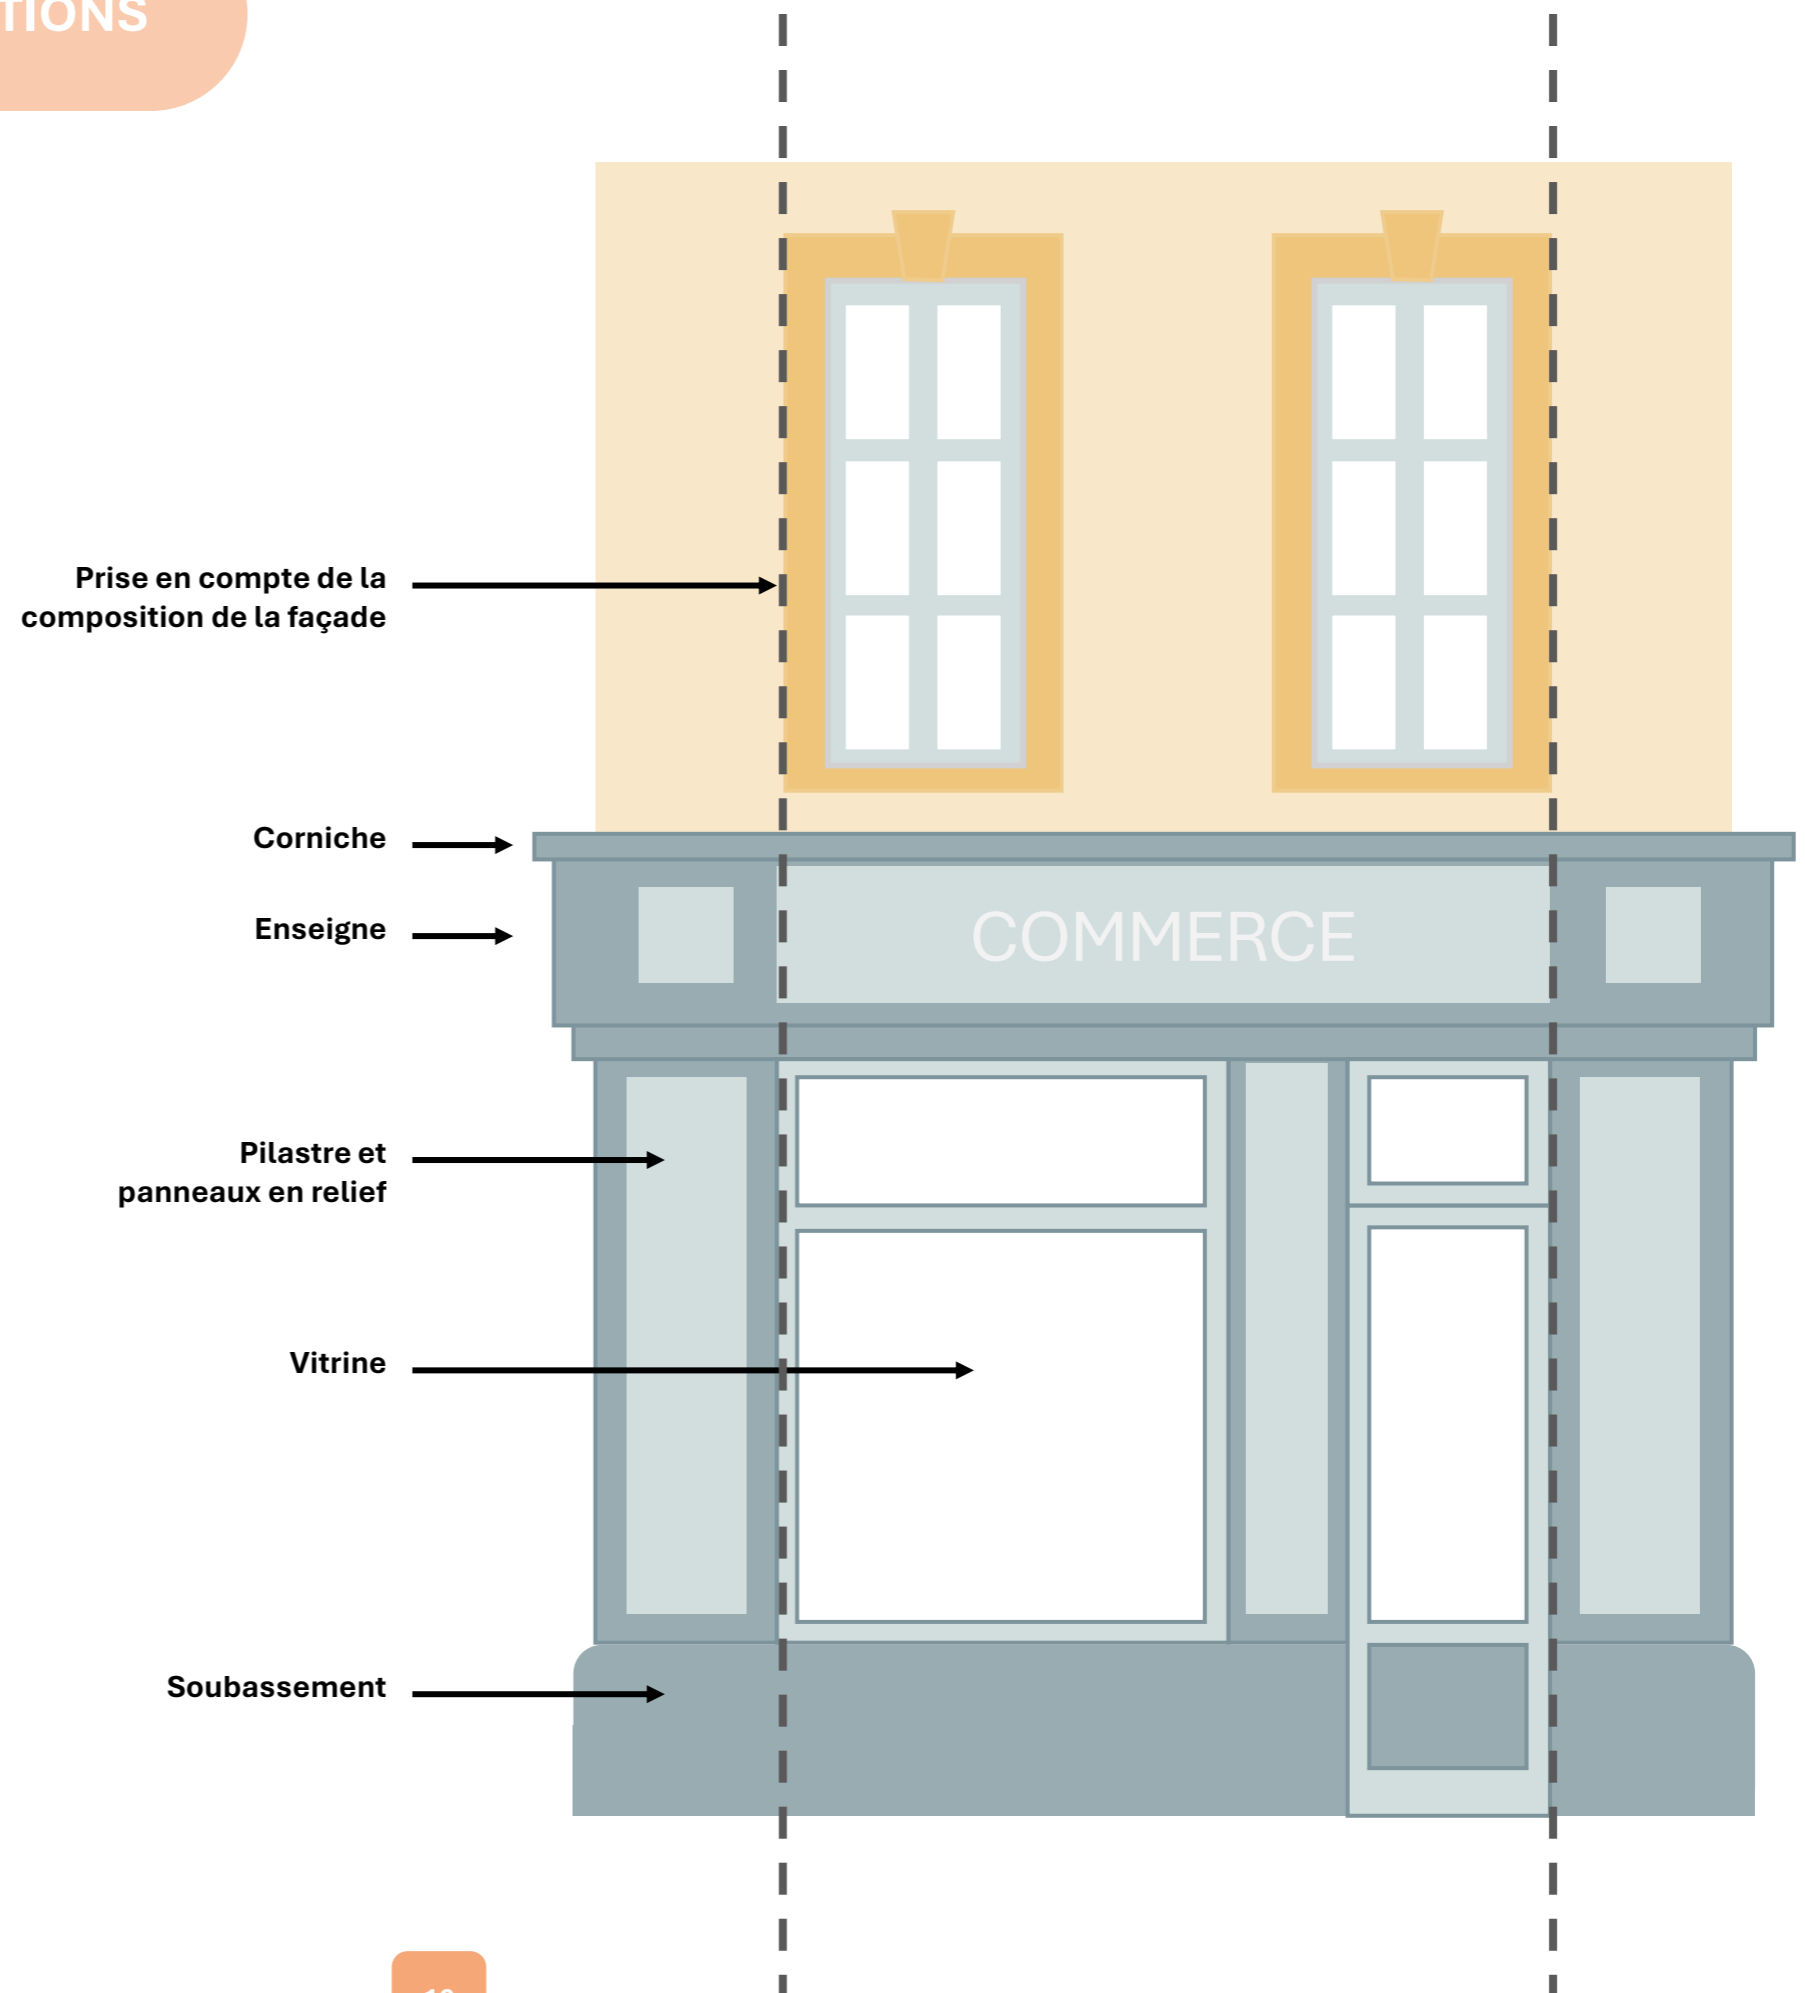 TIONS
Prise en compte de la
composition de la façade
Corniche
Enseigne
COMMERCE
Pilastre et
panneaux en relief
Vitrine
Soubassement